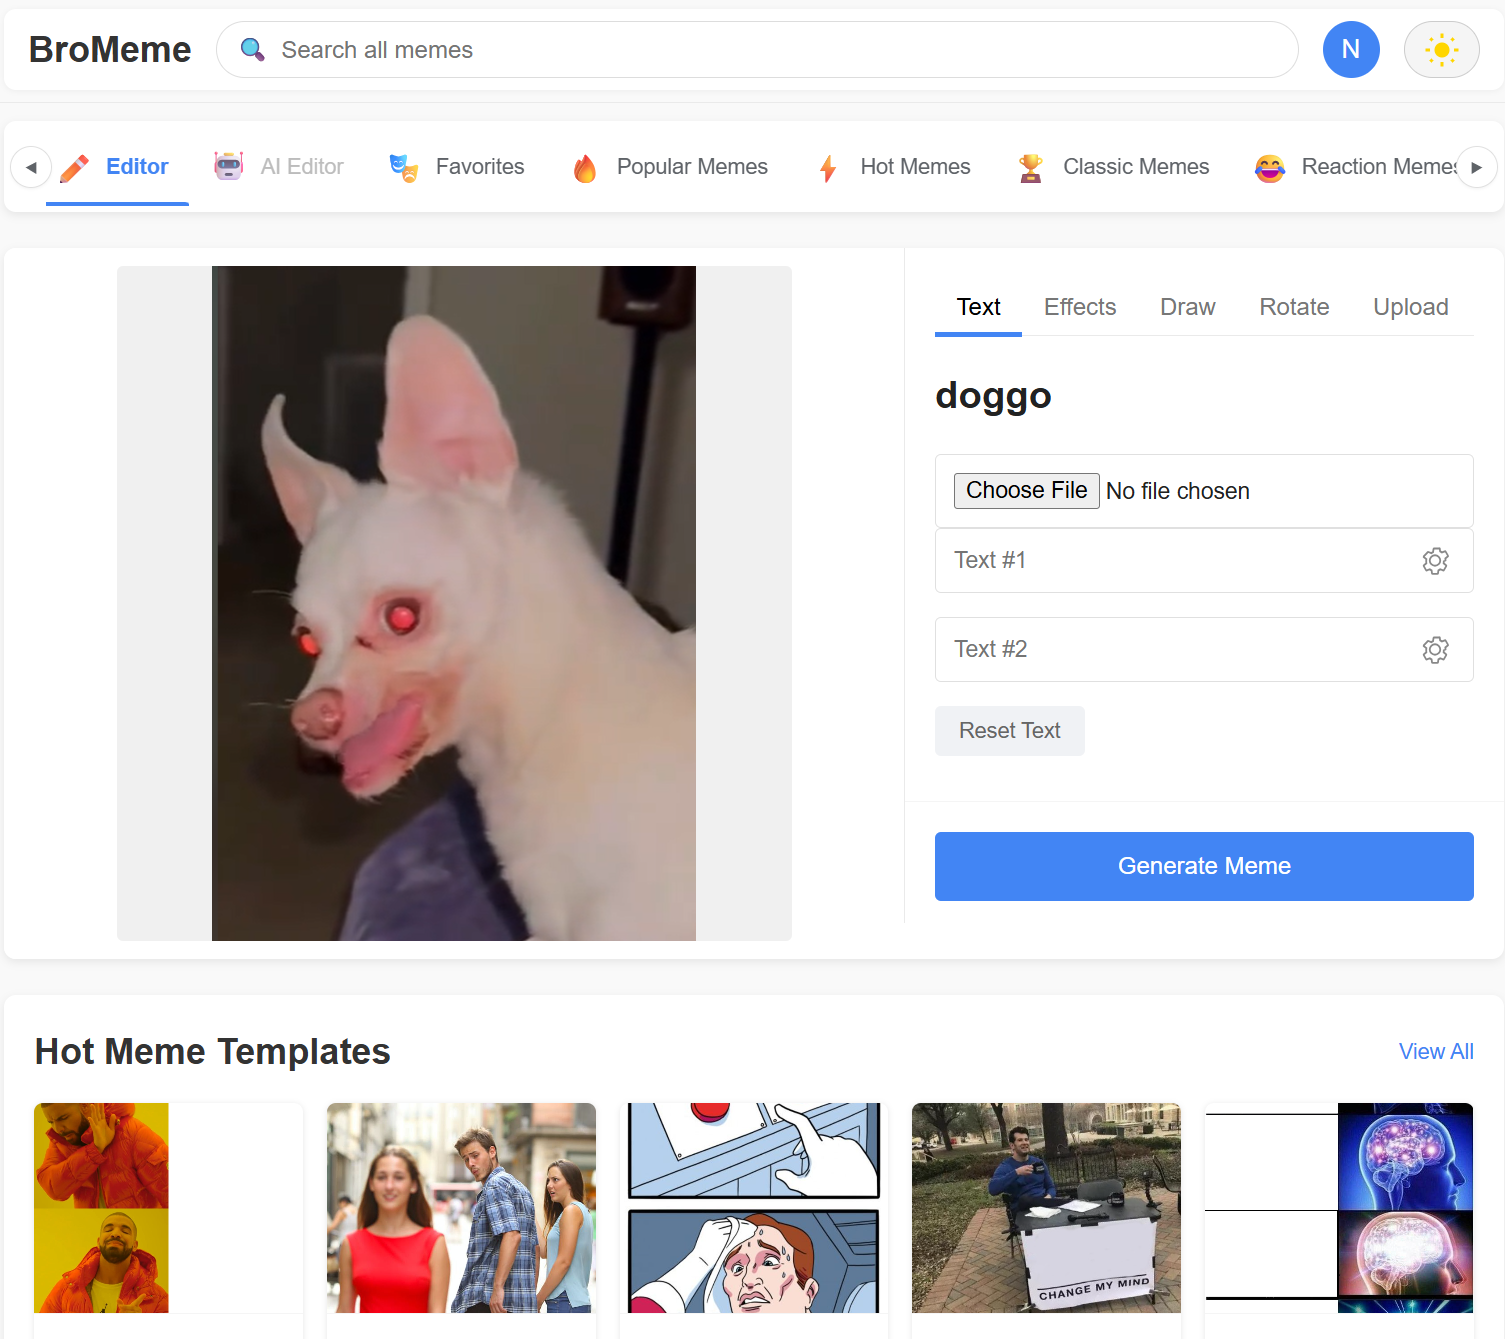 BroMeme
Search all memes
N
Editor
AI Editor
Favorites
Popular Memes
Hot Memes
Classic Memes
Reaction Memes
Text
Effects
Draw
Rotate
Upload
doggo
Choose File No file chosen
Text #1
Text #2
Reset Text
Generate Meme
Hot Meme Templates
View All
CHANGE MY MIND